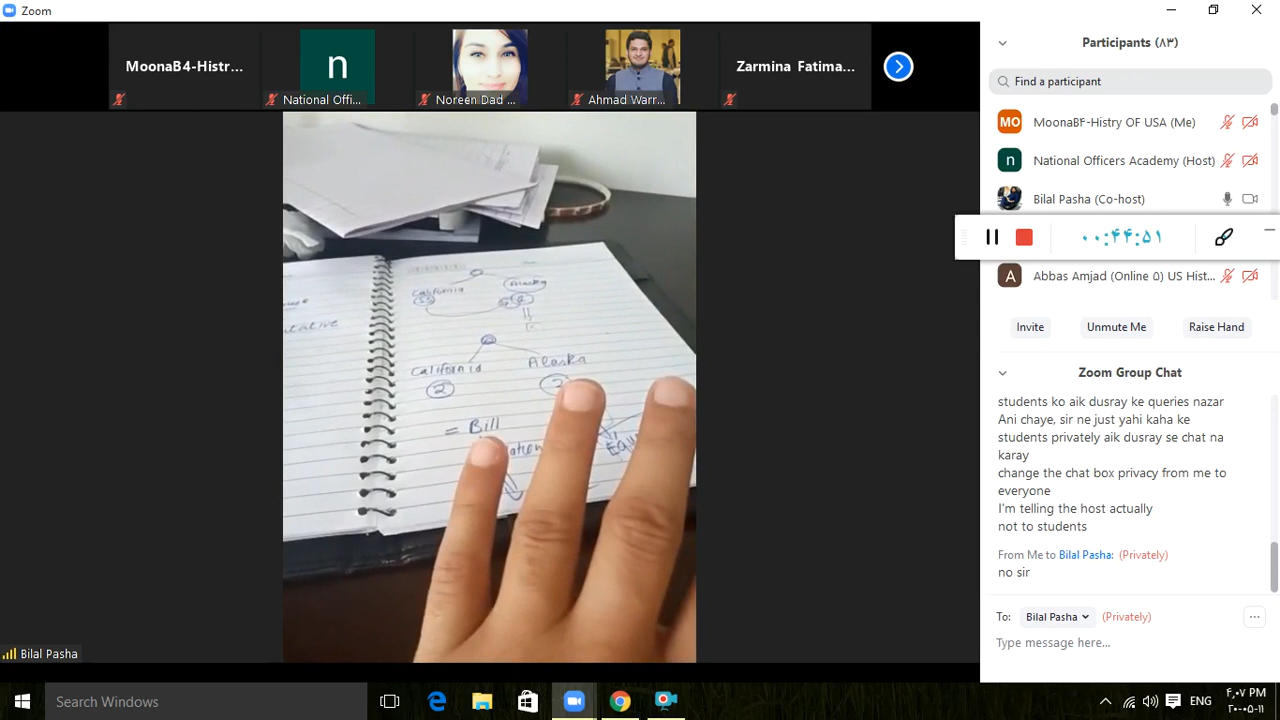 Zoom
MoonaB4-Histr...
n
National Offi...
Noreen Dad ...
Ahmad Warr...
Zarmina Fatima...
Participants (۸۳)
Find a participant
MO
MoonaB۴-Histry OF USA (Me)
n
National Officers Academy (Host)
Bilal Pasha (Co-host)
۰۰:۴۴:۵۱
A
Abbas Amjad (Online ۵) US Hist...
Invite
Unmute Me
Raise Hand
Zoom Group Chat
students ko aik dusray ke queries nazar
Ani chaye, sir ne just yahi kaha ke
students privately aik dusray se chat na
karay
change the chat box privacy from me to
everyone
I'm telling the host actually
not to students
From Me to Bilal Pasha: (Privately)
no sir
To: Bilal Pasha (Privately)
Type message here...
California
Alaska
California
Alaska
2
= Bill
Bilal Pasha
Search Windows
ENG
۴:۰۷ PM
۲۰۲۰-۰۵-۱۱